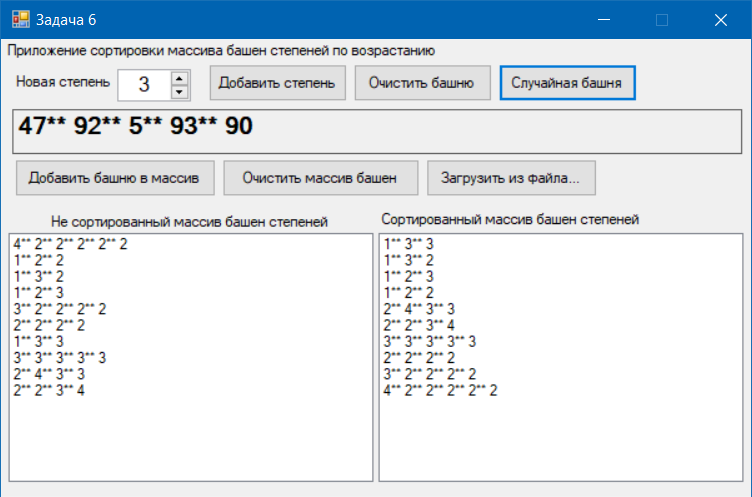 Задача 6
Приложение сортировки массива башен степеней по возрастанию
Новая степень 3 Добавить степень Очистить башню Случайная башня
47** 92** 5** 93** 90
Добавить башню в массив Очистить массив башен Загрузить из файла...
Не сортированный массив башен степеней
4** 2** 2** 2** 2** 2
1** 2** 2
1** 3** 2
1** 2** 3
3** 2** 2** 2** 2
2** 2** 2** 2
1** 3** 3
3** 3** 3** 3** 3
2** 4** 3** 3
2** 2** 3** 4
Сортированный массив башен степеней
1** 3** 3
1** 3** 2
1** 2** 3
1** 2** 2
2** 4** 3** 3
2** 2** 3** 4
3** 3** 3** 3** 3
2** 2** 2** 2
3** 2** 2** 2** 2
4** 2** 2** 2** 2** 2